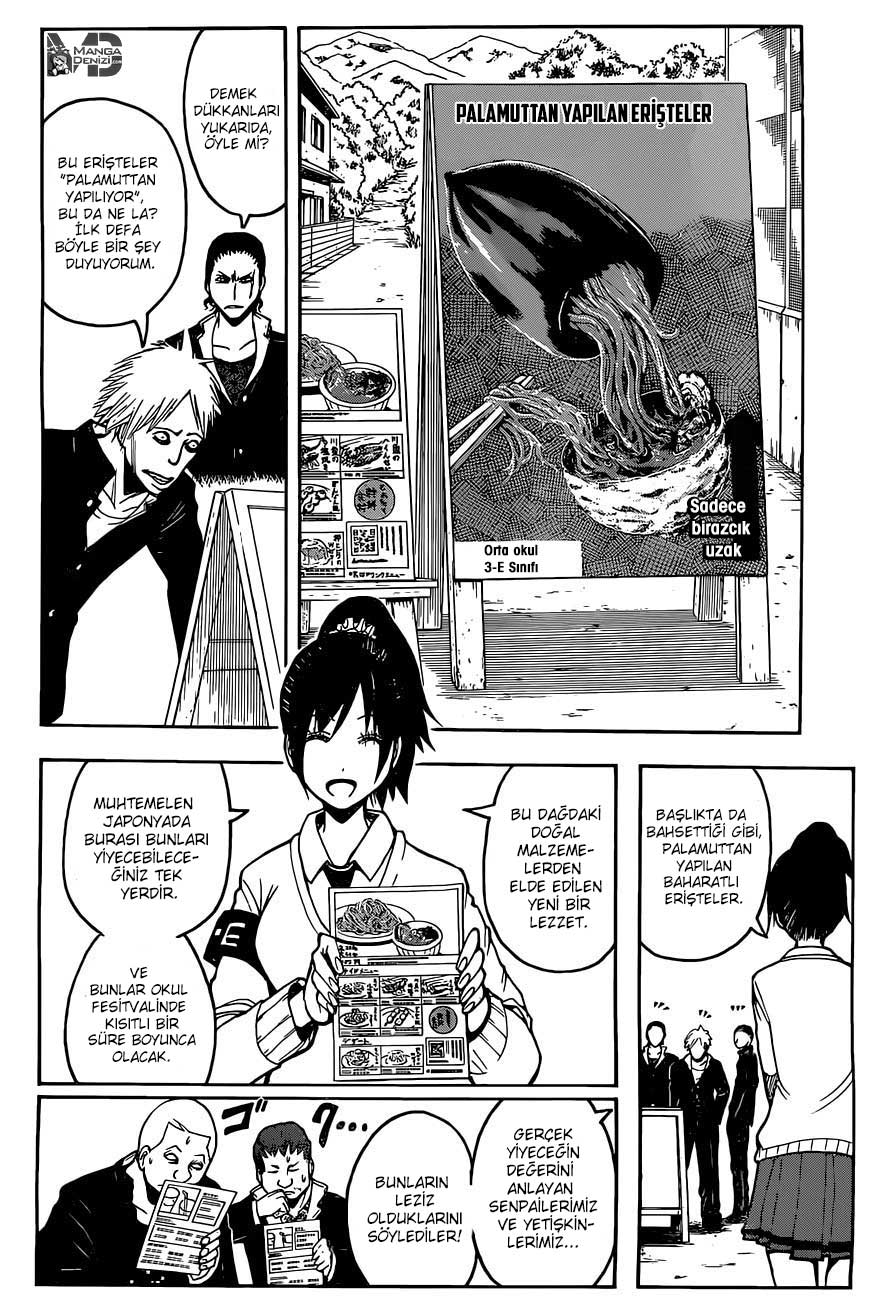 MANGA
DENİZİ.com
PALAMUTTAN YAPILAN ERİŞTELER
Sadece
birazcık
uzak
Orta okul
3-E Sınıfı
DEMEK
DÜKKANLARI
YUKARIDA,
ÖYLE Mİ?
BU ERİŞTELER
"PALAMUTTAN
YAPILIYOR",
BU DA NE LA?
İLK DEFA
BÖYLE BİR ŞEY
DUYUYORUM.
BAŞLIKTA DA
BAHSETTİĞİ GİBİ,
PALAMUTTAN
YAPILAN
BAHARATLI
ERİŞTELER.
BU DAĞDAKİ
DOĞAL
MALZEME-
LERDEN
ELDE EDİLEN
YENİ BİR
LEZZET.
MUHTEMELEN
JAPONYADA
BURASI BUNLARI
YİYECEBİLECE-
ĞİNİZ TEK
YERDİR.
VE
BUNLAR OKUL
FESİTVALİNDE
KISITLI BİR
SÜRE BOYUNCA
OLACAK.
-E
GERÇEK
YİYECEĞİN
DEĞERİNİ
ANLAYAN
SENPAİLERİMİZ
VE YETİŞKİN-
LERİMİZ...
BUNLARIN
LEZİZ
OLDUKLARINI
SÖYLEDİLER!
ゴク...